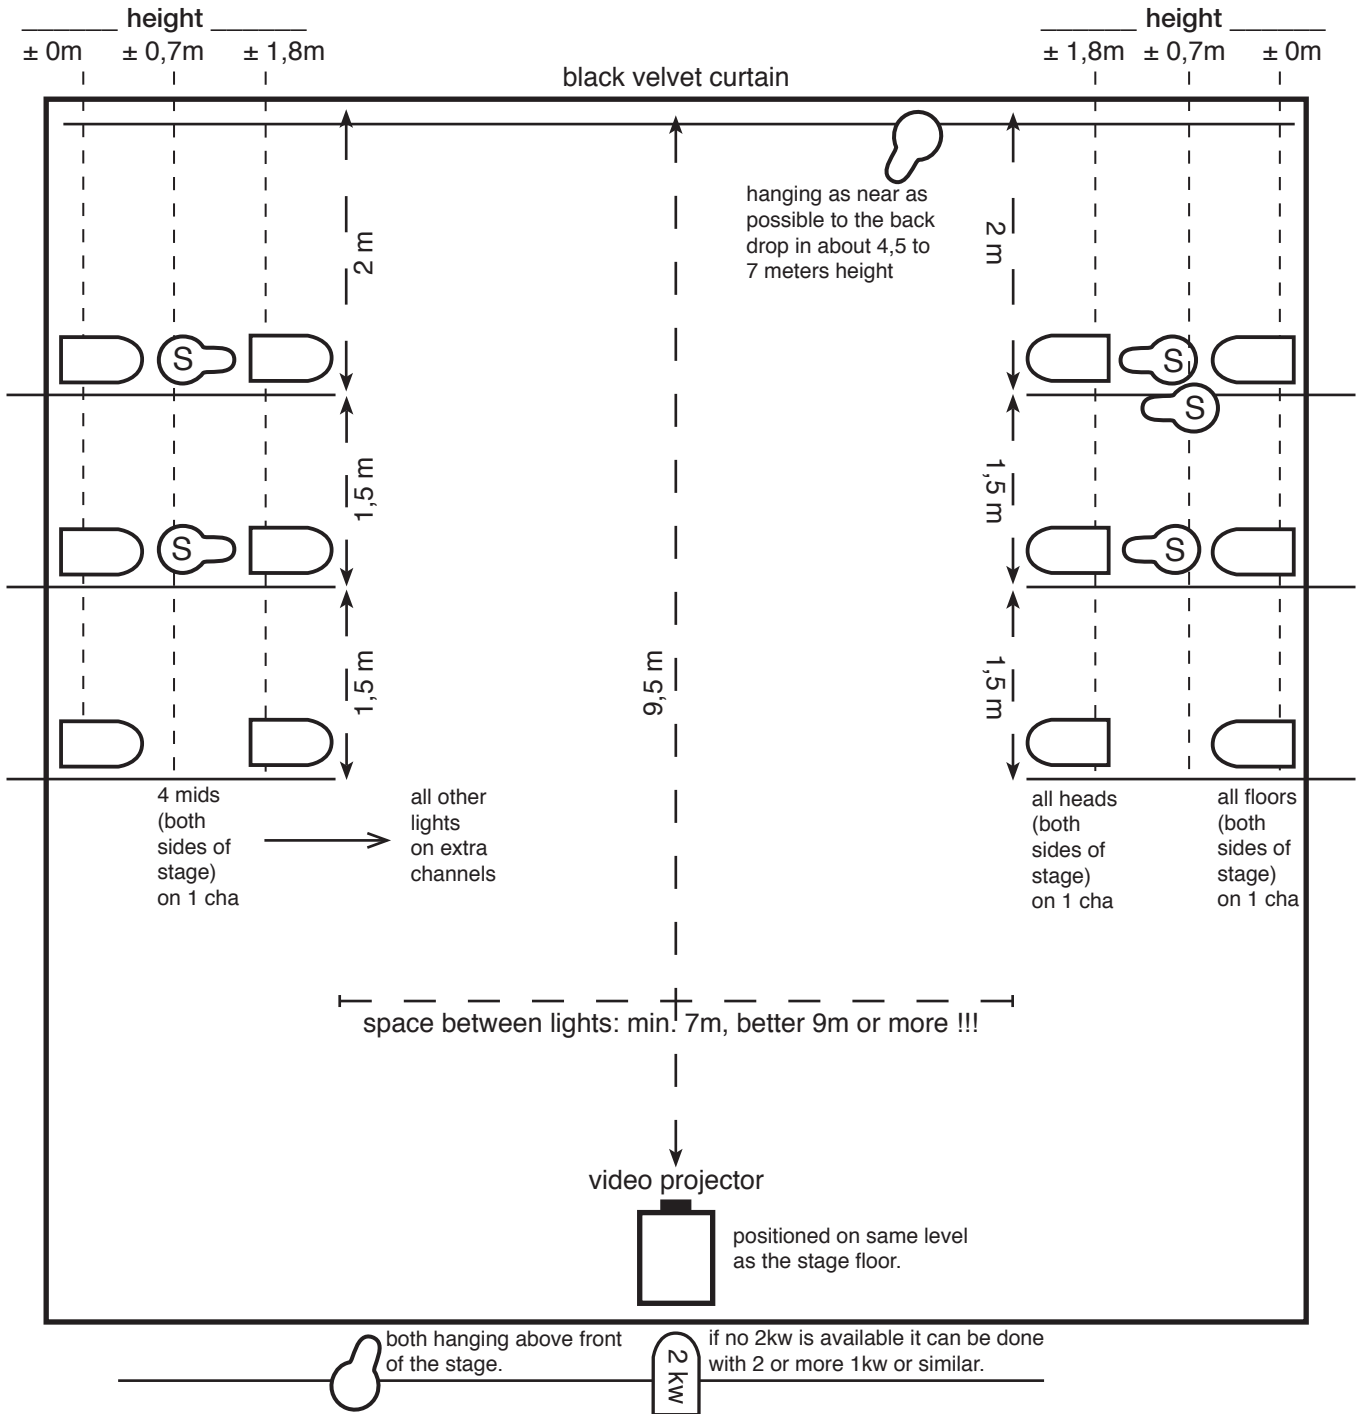 ______ height ______
± 0m ± 0,7m ± 1,8m
______ height ______
± 1,8m ± 0,7m ± 0m
black velvet curtain
hanging as near as
possible to the back
drop in about 4,5 to
7 meters height
2 m
2 m
S
S
S
1,5 m
1,5 m
S
S
1,5 m
9,5 m
1,5 m
4 mids
(both
sides of
stage)
on 1 cha
all other
lights
on extra
channels
all heads
(both
sides of
stage)
on 1 cha
all floors
(both
sides of
stage)
on 1 cha
space between lights: min. 7m, better 9m or more !!!
video projector
positioned on same level
as the stage floor.
both hanging above front
of the stage.
2 kw
if no 2kw is available it can be done
with 2 or more 1kw or similar.